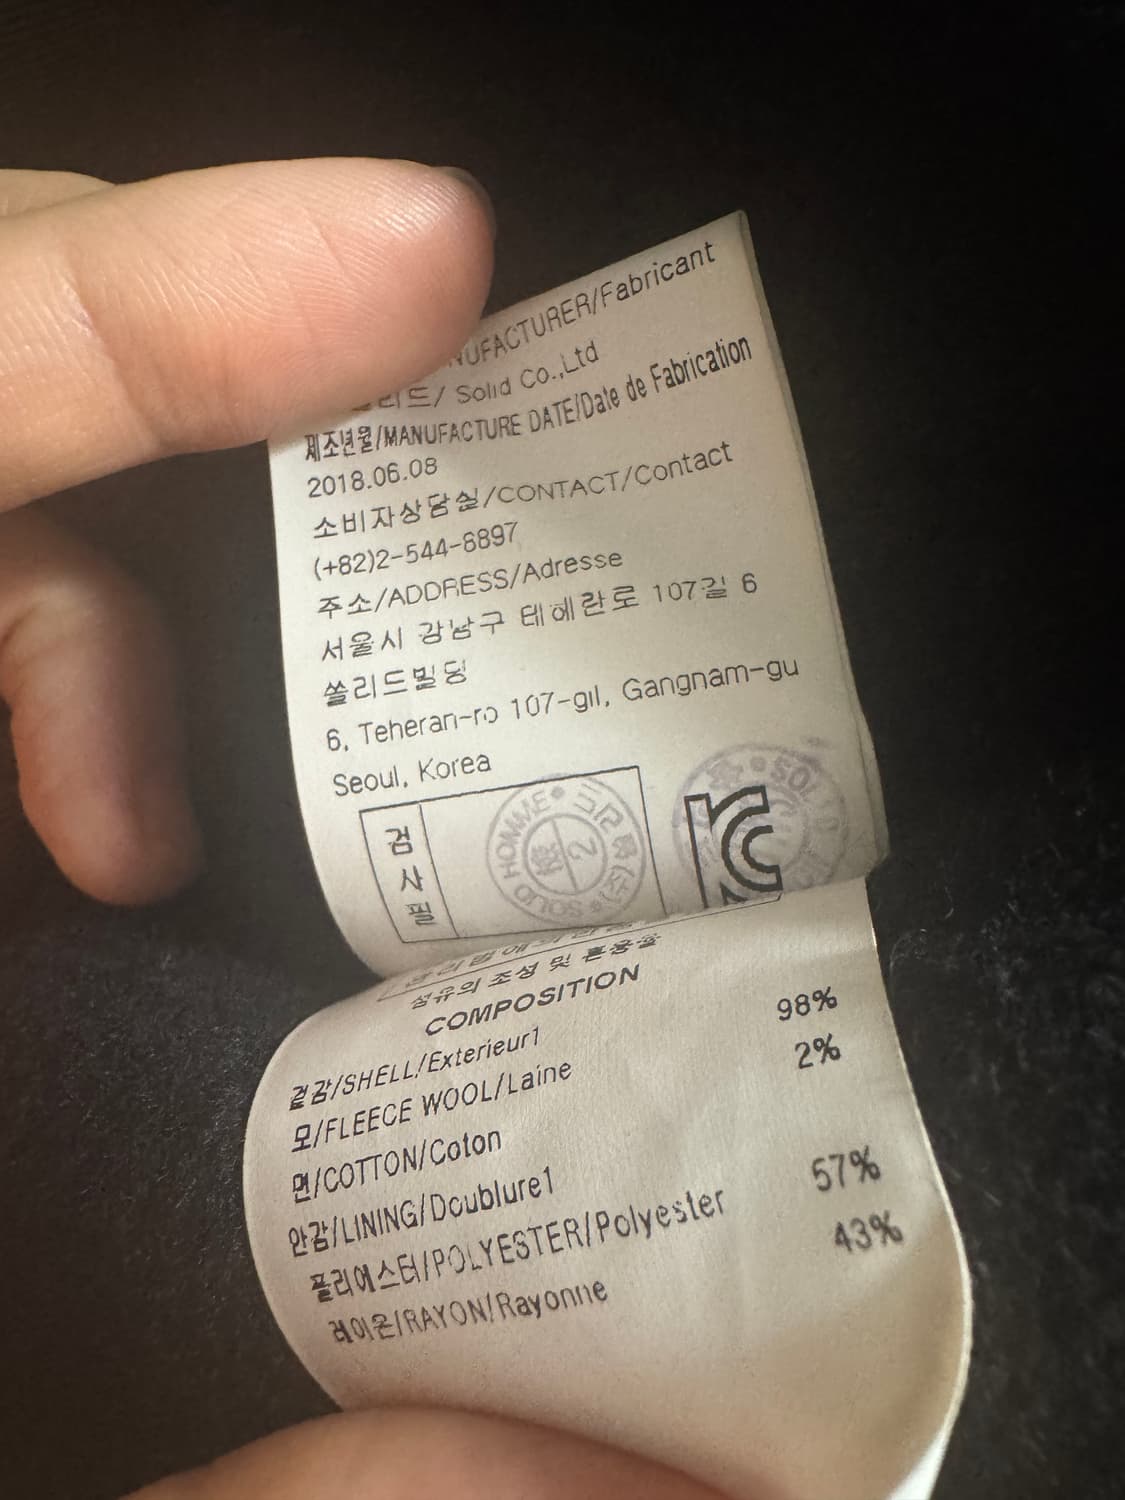 NUFACTURER/Fabricant
리드/ Solid Co.,Ltd
제조년월/MANUFACTURE DATE/Date de Fabrication
2018.06.08
소비자상담실/CONTACT/Contact
(+82)2-544-6897
주소/ADDRESS/Adresse
서울시 강남구 테헤란로 107길 6
쏠리드빌딩
6, Teheran-ro 107-gil, Gangnam-gu
Seoul, Korea
검사필
SOLID HOMME
2
섬유의 조성 및 혼용율
COMPOSITION
겉감/SHELL/Exterieur1
모/FLEECE WOOL/Laine 98%
면/COTTON/Coton 2%
안감/LINING/Doublure1
폴리에스터/POLYESTER/Polyester 57%
레이온/RAYON/Rayonne 43%